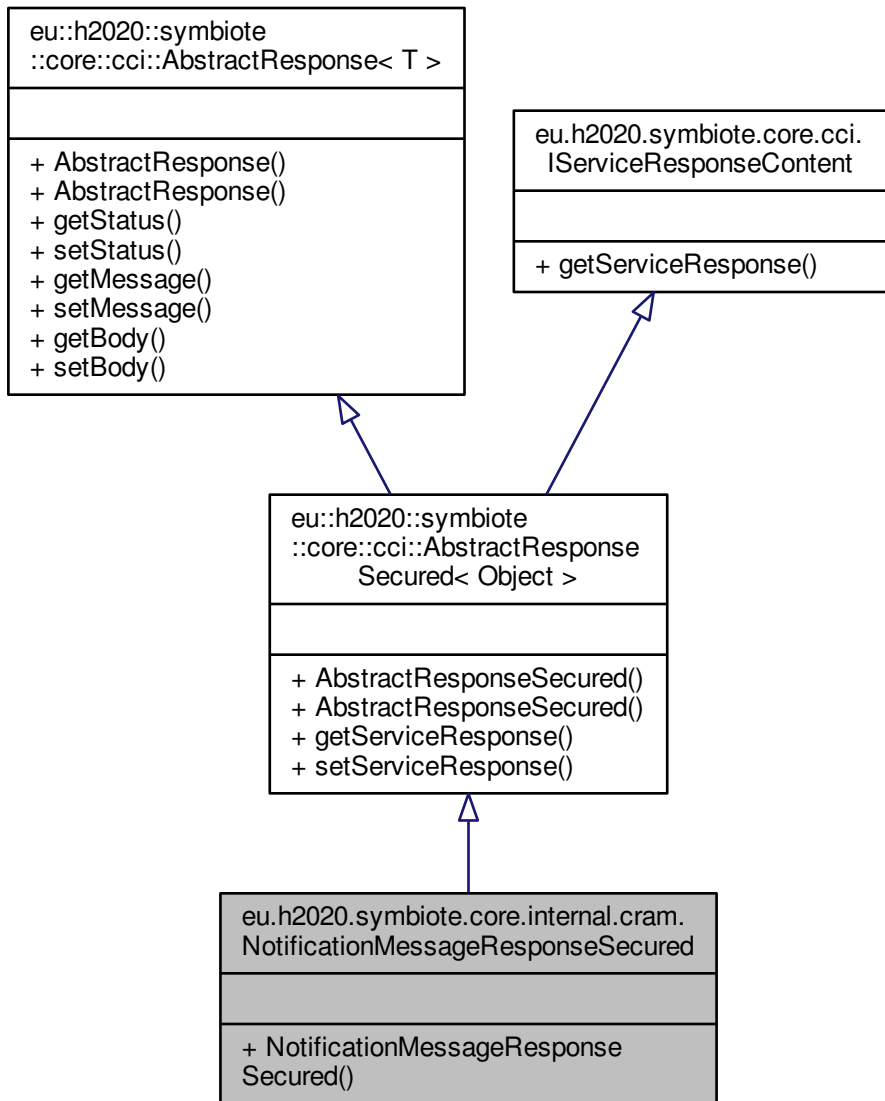 eu::h2020::symbiote
::core::cci::AbstractResponse< T >
+ AbstractResponse()
+ AbstractResponse()
+ getStatus()
+ setStatus()
+ getMessage()
+ setMessage()
+ getBody()
+ setBody()
eu.h2020.symbiote.core.cci.
IServiceResponseContent
+ getServiceResponse()
eu::h2020::symbiote
::core::cci::AbstractResponse
Secured< Object >
+ AbstractResponseSecured()
+ AbstractResponseSecured()
+ getServiceResponse()
+ setServiceResponse()
eu.h2020.symbiote.core.internal.cram.
NotificationMessageResponseSecured
+ NotificationMessageResponse
Secured()